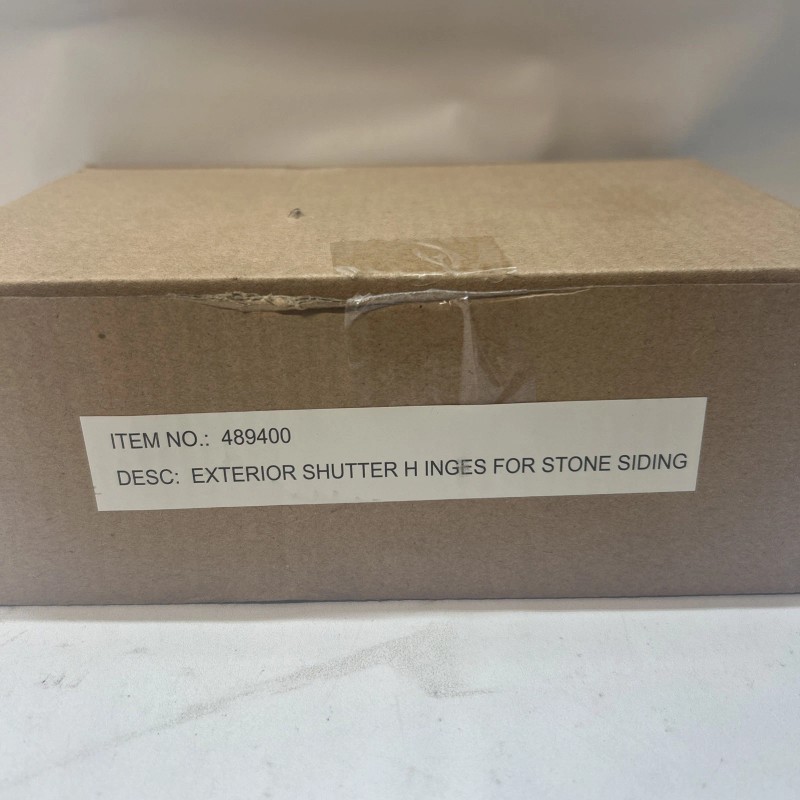 ITEM NO.: 489400
DESC: EXTERIOR SHUTTER H INGES FOR STONE SIDING